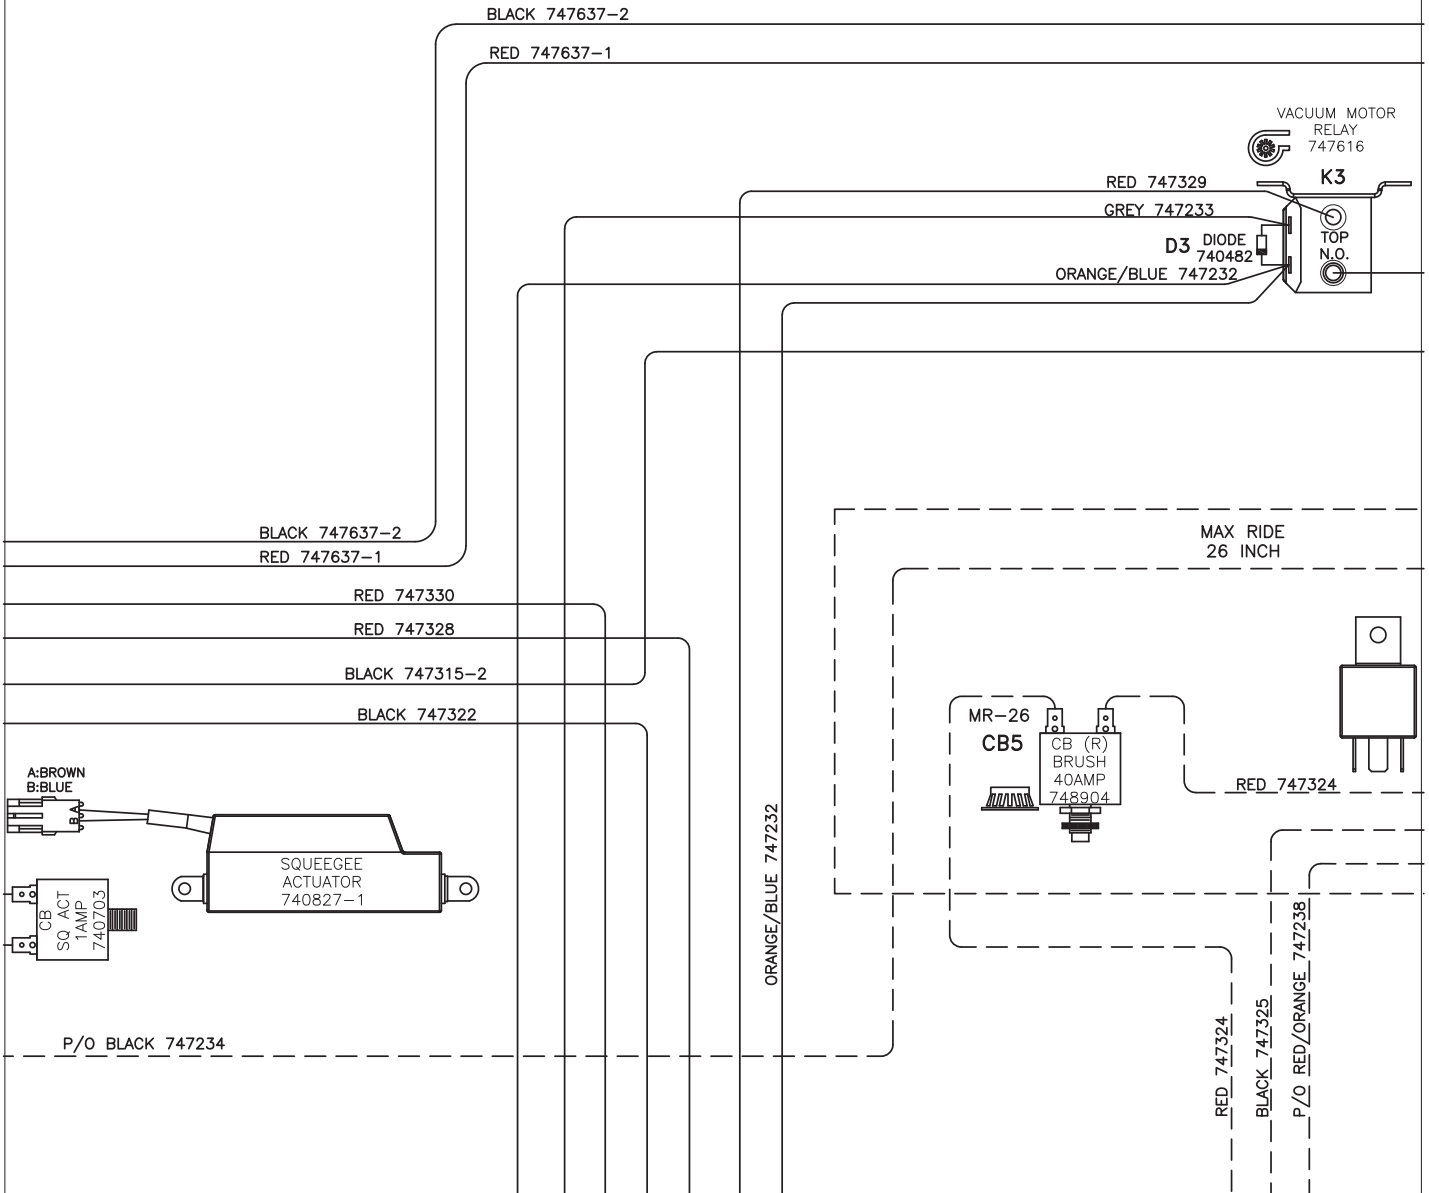 BLACK 747637-2
RED 747637-1
VACUUM MOTOR
RELAY
747616
K3
RED 747329
GREY 747233
TOP
N.O.
D3
DIODE
740482
ORANGE/BLUE 747232
BLACK 747637-2
RED 747637-1
MAX RIDE
26 INCH
RED 747330
RED 747328
BLACK 747315-2
BLACK 747322
MR-26
CB5
CB (R)
BRUSH
40AMP
748904
RED 747324
A:BROWN
B:BLUE
A
B
SQUEEGEE
ACTUATOR
740827-1
CB
SQ ACT
1AMP
740703
ORANGE/BLUE 747232
P/O BLACK 747234
RED 747324
BLACK 747325
P/O RED/ORANGE 747238